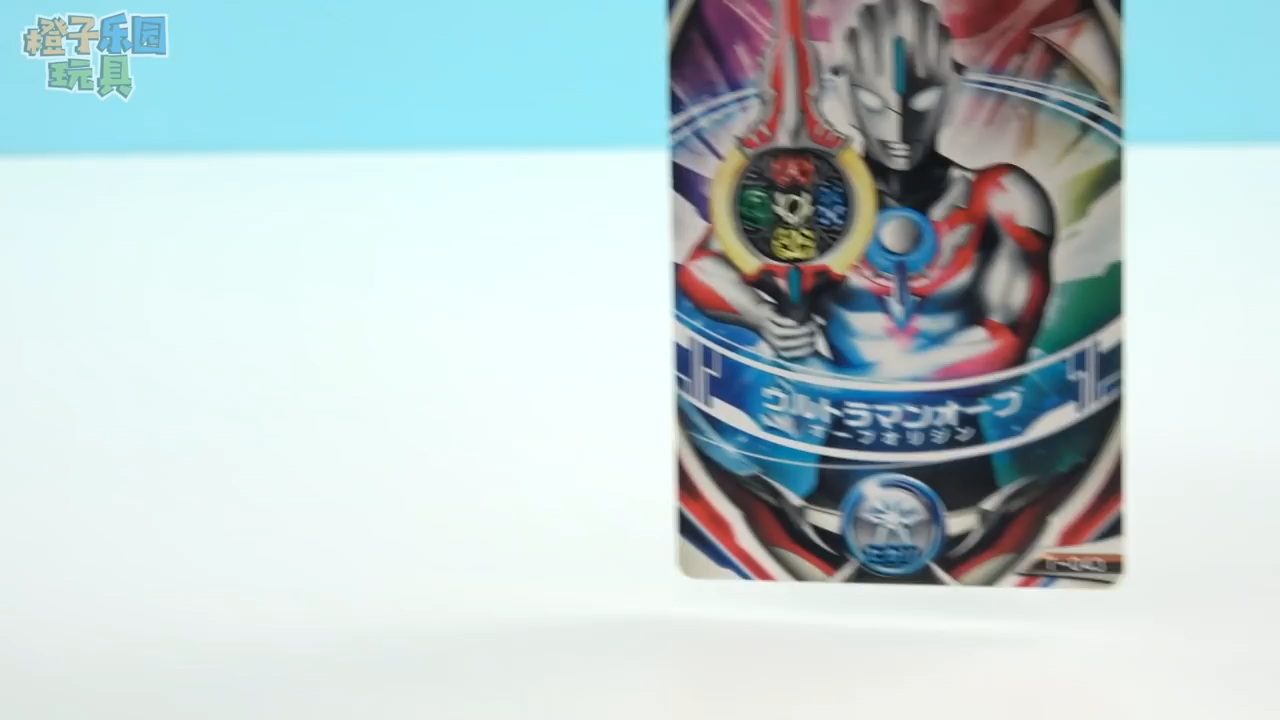 橙子乐园
玩具
ウルトラマンオーブ
オーブオリジン